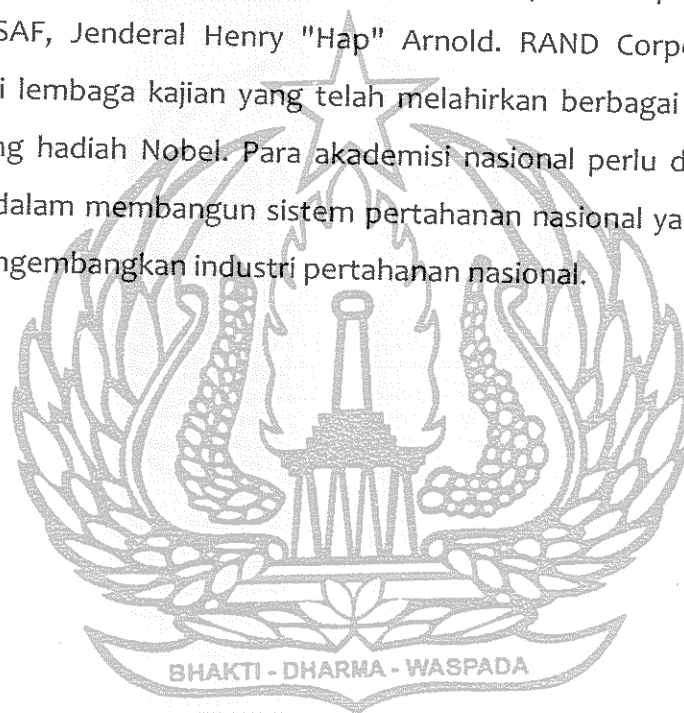 SAF, Jenderal Henry "Hap" Arnold. RAND Corpo
i lembaga kajian yang telah melahirkan berbagai
ng hadiah Nobel. Para akademisi nasional perlu d
dalam membangun sistem pertahanan nasional ya
ngembangkan industri pertahanan nasional.
BHAKTI - DHARMA - WASPADA